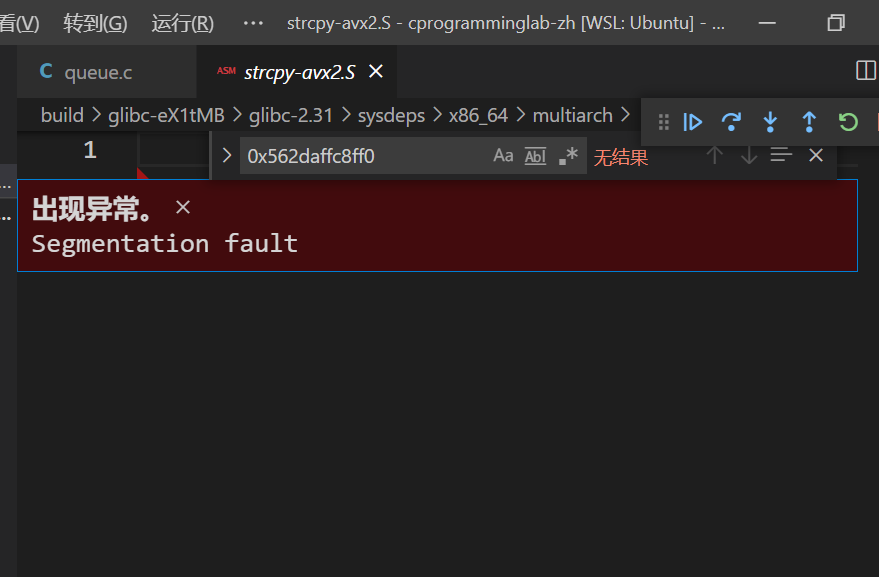 看(V) 转到(G) 运行(R) ··· strcpy-avx2.S - cprogramminglab-zh [WSL: Ubuntu] - ...
C queue.c ASM strcpy-avx2.S
build > glibc-eX1tMB > glibc-2.31 > sysdeps > x86_64 > multiarch >
1
0x562daffc8ff0 Aa Abl .* 无结果
...
出现异常。
...
Segmentation fault